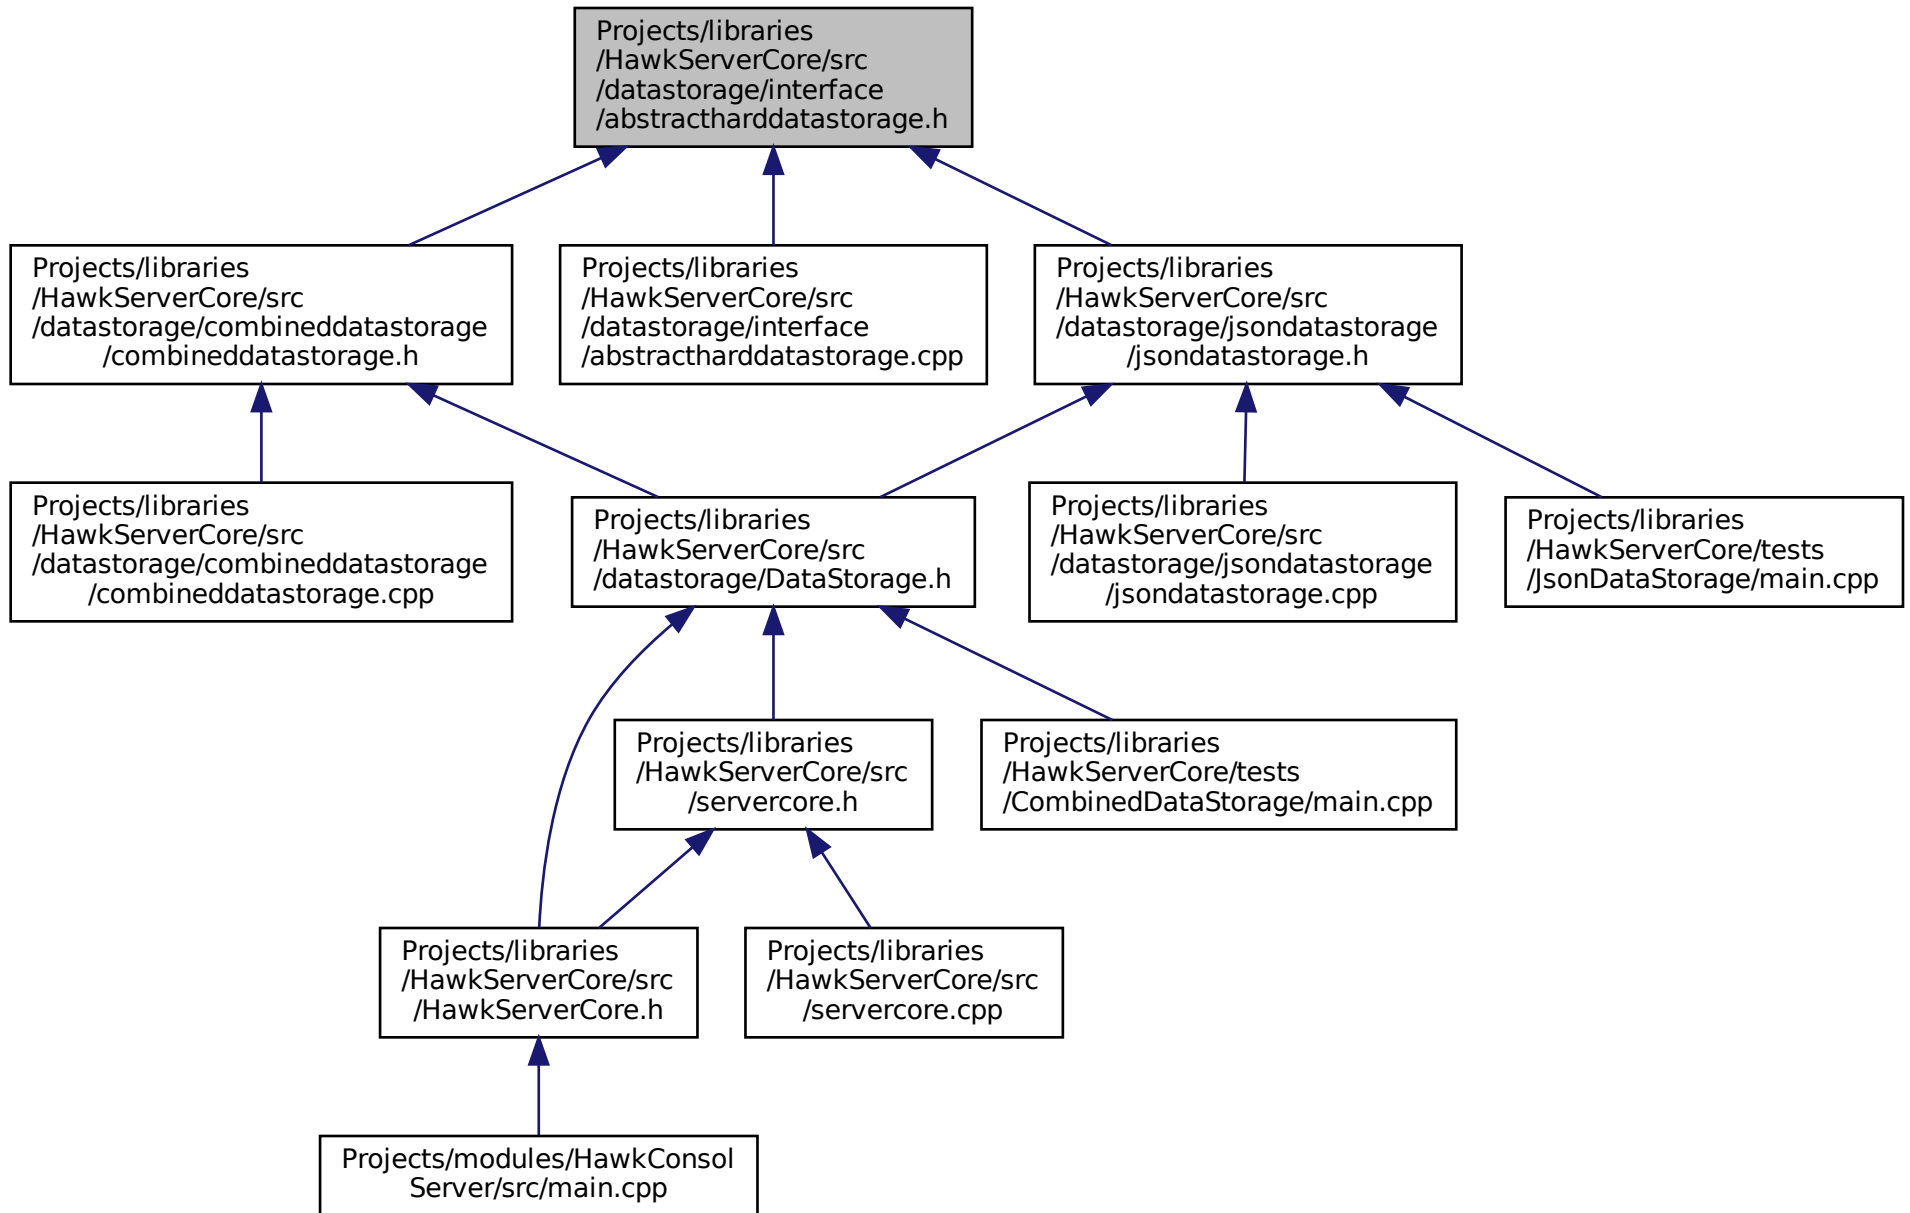 Projects/libraries
/HawkServerCore/src
/datastorage/interface
/abstractharddatastorage.h
Projects/libraries
/HawkServerCore/src
/datastorage/combineddatastorage
/combineddatastorage.h
Projects/libraries
/HawkServerCore/src
/datastorage/interface
/abstractharddatastorage.cpp
Projects/libraries
/HawkServerCore/src
/datastorage/jsondatastorage
/jsondatastorage.h
Projects/libraries
/HawkServerCore/src
/datastorage/combineddatastorage
/combineddatastorage.cpp
Projects/libraries
/HawkServerCore/src
/datastorage/DataStorage.h
Projects/libraries
/HawkServerCore/src
/datastorage/jsondatastorage
/jsondatastorage.cpp
Projects/libraries
/HawkServerCore/tests
/JsonDataStorage/main.cpp
Projects/libraries
/HawkServerCore/src
/servercore.h
Projects/libraries
/HawkServerCore/tests
/CombinedDataStorage/main.cpp
Projects/libraries
/HawkServerCore/src
/HawkServerCore.h
Projects/libraries
/HawkServerCore/src
/servercore.cpp
Projects/modules/HawkConsol
Server/src/main.cpp